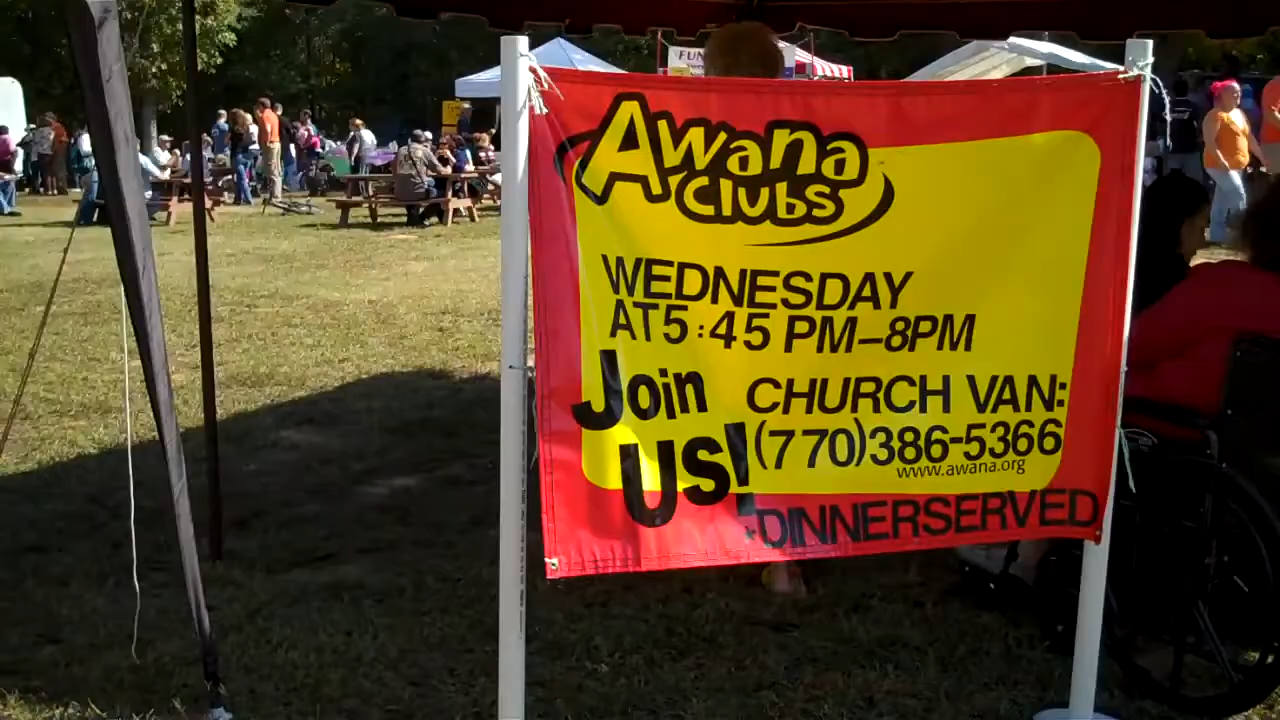 FUN
AWana
Clubs
WEDNESDAY
AT 5:45 PM-8PM
Join
US!
CHURCH VAN:
(770)386-5366
www.awana.org
*DINNER SERVED